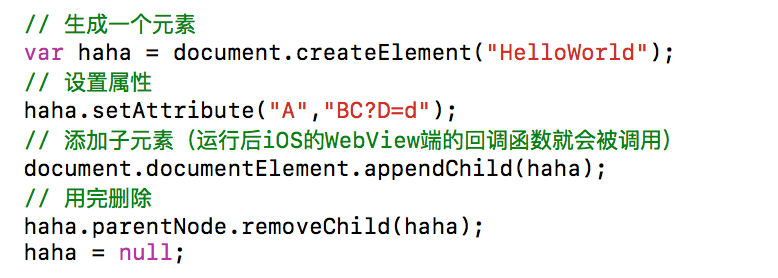 // 生成一个元素
var haha = document.createElement("HelloWorld");
// 设置属性
haha.setAttribute("A","BC?D=d");
// 添加子元素（运行后iOS的WebView端的回调函数就会被调用）
document.documentElement.appendChild(haha);
// 用完删除
haha.parentNode.removeChild(haha);
haha = null;